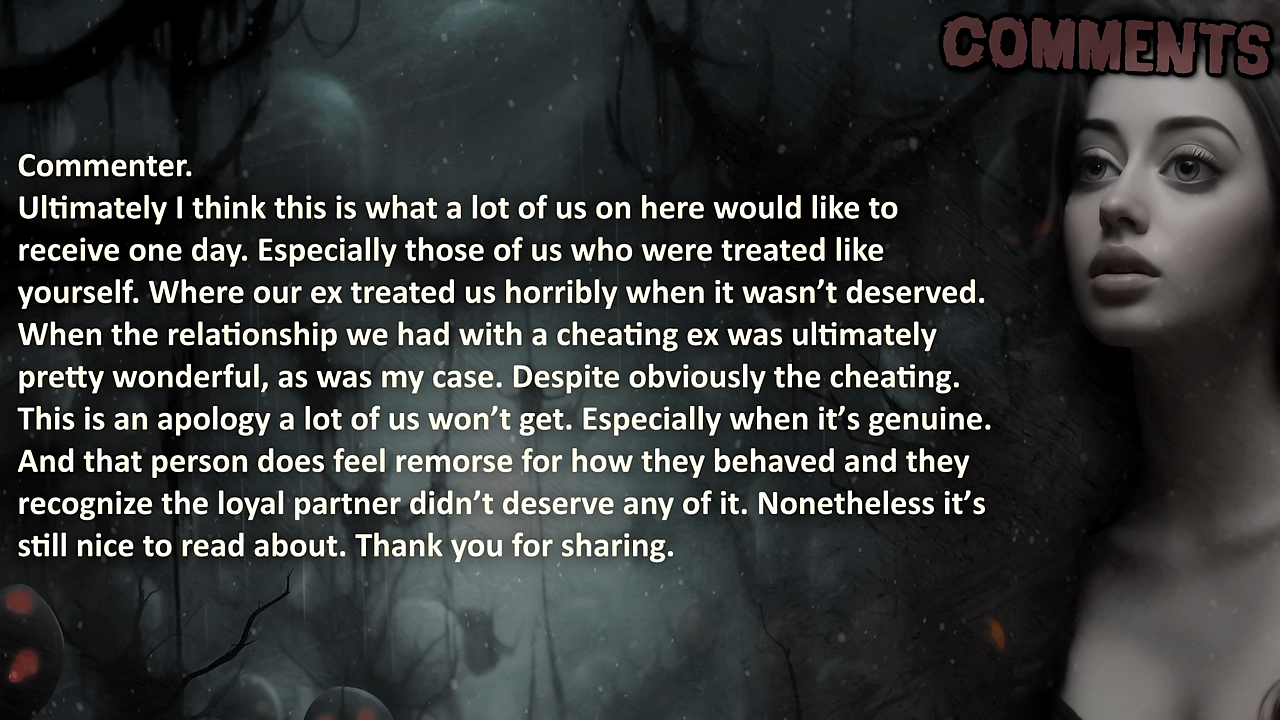 COMMENTS
Commenter.
Ultimately I think this is what a lot of us on here would like to
receive one day. Especially those of us who were treated like
yourself. Where our ex treated us horribly when it wasn’t deserved.
When the relationship we had with a cheating ex was ultimately
pretty wonderful, as was my case. Despite obviously the cheating.
This is an apology a lot of us won’t get. Especially when it’s genuine.
And that person does feel remorse for how they behaved and they
recognize the loyal partner didn’t deserve any of it. Nonetheless it’s
still nice to read about. Thank you for sharing.